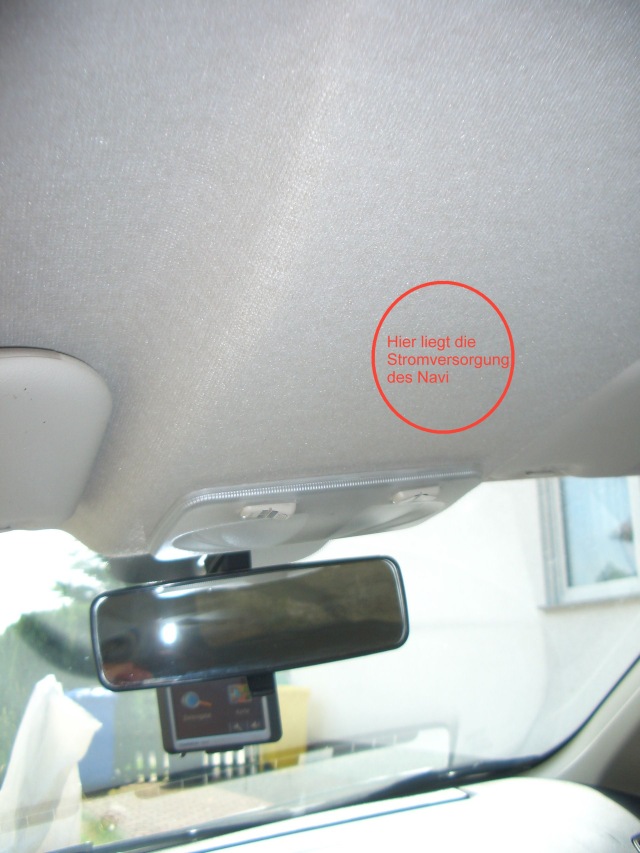 Hier liegt die
Stromversorgung
des Navi